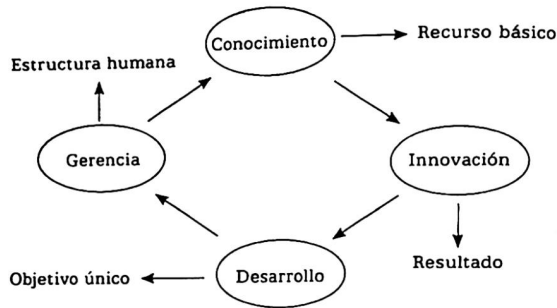 Conocimiento
Recurso básico
Estructura humana
Gerencia
Innovación
Resultado
Desarrollo
Objetivo único